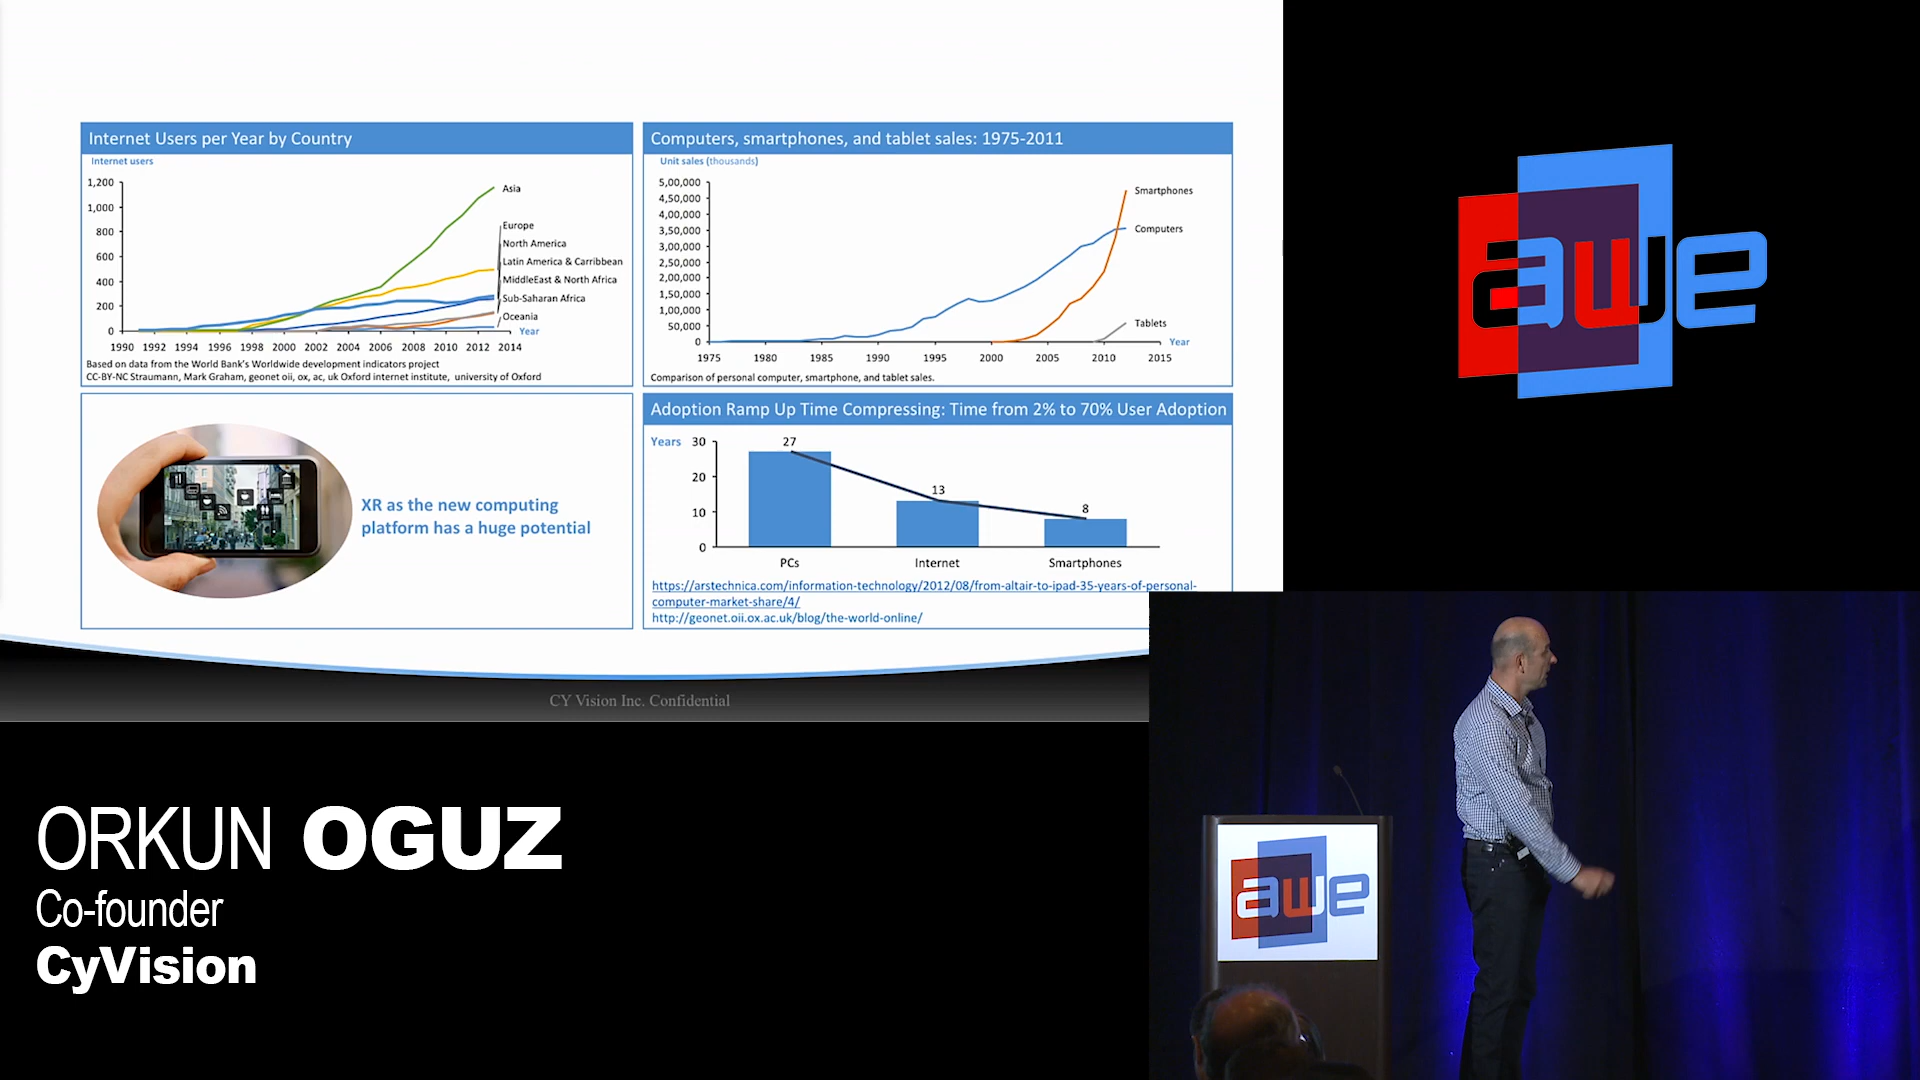 Internet Users per Year by Country
Internet users
1,200
1,000
800
600
400
200
0
Asia
Europe
North America
Latin America & Carribbean
MiddleEast & North Africa
Sub-Saharan Africa
Oceania
Year
1990 1992 1994 1996 1998 2000 2002 2004 2006 2008 2010 2012 2014
Based on data from the World Bank's Worldwide development indicators project
CC-BY-NC Straumann, Mark Graham, geonet oii, ox, ac, uk Oxford internet institute, university of Oxford
Computers, smartphones, and tablet sales: 1975-2011
Unit sales (thousands)
5,00,000
4,50,000
4,00,000
3,50,000
3,00,000
2,50,000
2,00,000
1,50,000
1,00,000
50,000
0
Smartphones
Computers
Tablets
Year
1975 1980 1985 1990 1995 2000 2005 2010 2015
Comparison of personal computer, smartphone, and tablet sales.
XR as the new computing
platform has a huge potential
Adoption Ramp Up Time Compressing: Time from 2% to 70% User Adoption
Years
30
20
10
0
27
13
8
PCs Internet Smartphones
https://arstechnica.com/information-technology/2012/08/from-altair-to-ipad-35-years-of-personal-
computer-market-share/4/
http://geonet.oii.ox.ac.uk/blog/the-world-online/
CY Vision Inc. Confidential
awe
ORKUN OGUZ
Co-founder
CyVision
awe